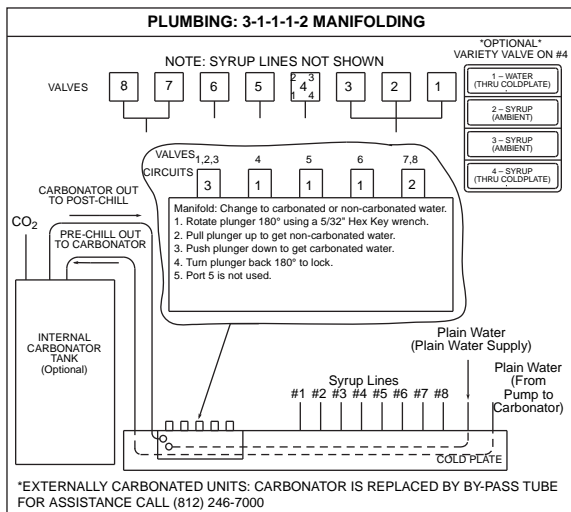 PLUMBING: 3-1-1-1-2 MANIFOLDING
*OPTIONAL*
VARIETY VALVE ON #4
NOTE: SYRUP LINES NOT SHOWN
VALVES
8 7 6 5 4 3 2 1
2 3
1 4
1 – WATER
(THRU COLDPLATE)
2 – SYRUP
(AMBIENT)
3 – SYRUP
(AMBIENT)
4 – SYRUP
(THRU COLDPLATE)
VALVES 1,2,3 4 5 6 7,8
CIRCUITS 3 1 1 1 2
Manifold: Change to carbonated or non-carbonated water.
1. Rotate plunger 180° using a 5/32" Hex Key wrench.
2. Pull plunger up to get non-carbonated water.
3. Push plunger down to get carbonated water.
4. Turn plunger back 180° to lock.
5. Port 5 is not used.
CARBONATOR OUT
TO POST-CHILL
CO2
PRE-CHILL OUT
TO CARBONATOR
INTERNAL
CARBONATOR
TANK
(Optional)
Plain Water
(Plain Water Supply)
Plain Water
(From
Pump to
Carbonator)
Syrup Lines
#1 #2 #3 #4 #5 #6 #7 #8
COLD PLATE
*EXTERNALLY CARBONATED UNITS: CARBONATOR IS REPLACED BY BY-PASS TUBE
FOR ASSISTANCE CALL (812) 246-7000